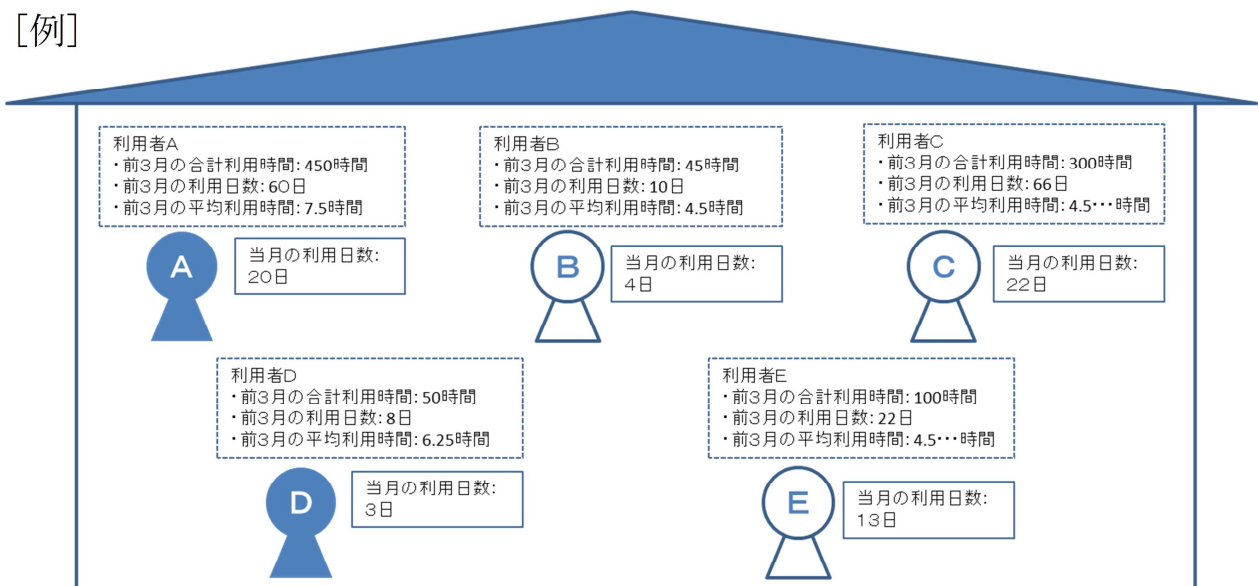 [例]
利用者A
・前３月の合計利用時間：450時間
・前３月の利用日数：６０日
・前３月の平均利用時間：7.5時間
A
当月の利用日数：
２０日
利用者B
・前３月の合計利用時間：45時間
・前３月の利用日数：10日
・前３月の平均利用時間：4.5時間
B
当月の利用日数：
４日
利用者C
・前３月の合計利用時間：300時間
・前３月の利用日数：66日
・前３月の平均利用時間：4.5･･･時間
C
当月の利用日数：
２２日
利用者D
・前３月の合計利用時間：50時間
・前３月の利用日数：8日
・前３月の平均利用時間：6.25時間
D
当月の利用日数：
３日
利用者E
・前３月の合計利用時間：100時間
・前３月の利用日数：22日
・前３月の平均利用時間：4.5･･･時間
E
当月の利用日数：
１３日